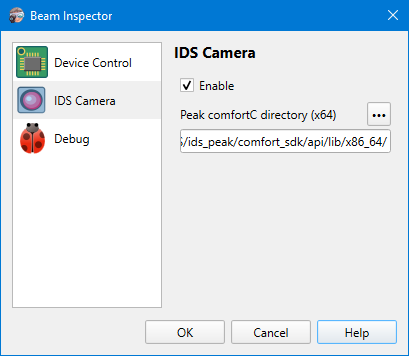 Beam Inspector
Device Control
IDS Camera
Debug
IDS Camera
Enable
Peak comfortC directory (x64)
...
/ids_peak/comfort_sdk/api/lib/x86_64/
OK
Cancel
Help